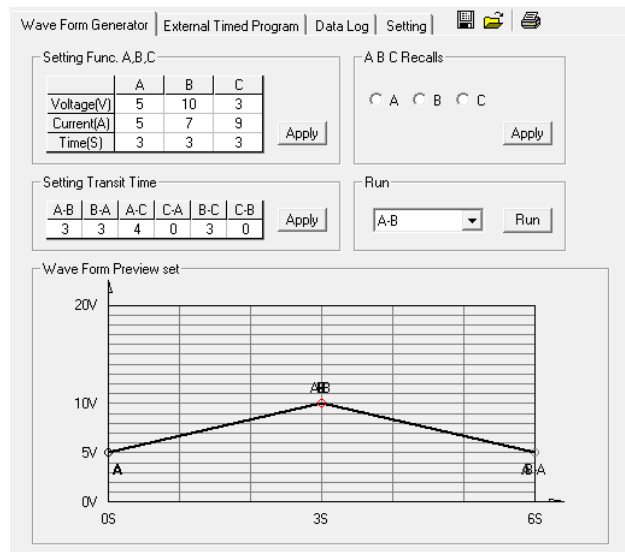 Wave Form Generator External Timed Program Data Log Setting
Setting Func. A,B,C
A B C
Voltage(V) 5 10 3
Current(A) 5 7 9
Time(S) 3 3 3
Apply
A B C Recalls
A B C
Apply
Setting Transit Time
A-B B-A A-C C-A B-C C-B
3 3 4 0 3 0
Apply
Run
A-B Run
Wave Form Preview set
20V
10V
5V
A
0V
0S 3S 6S